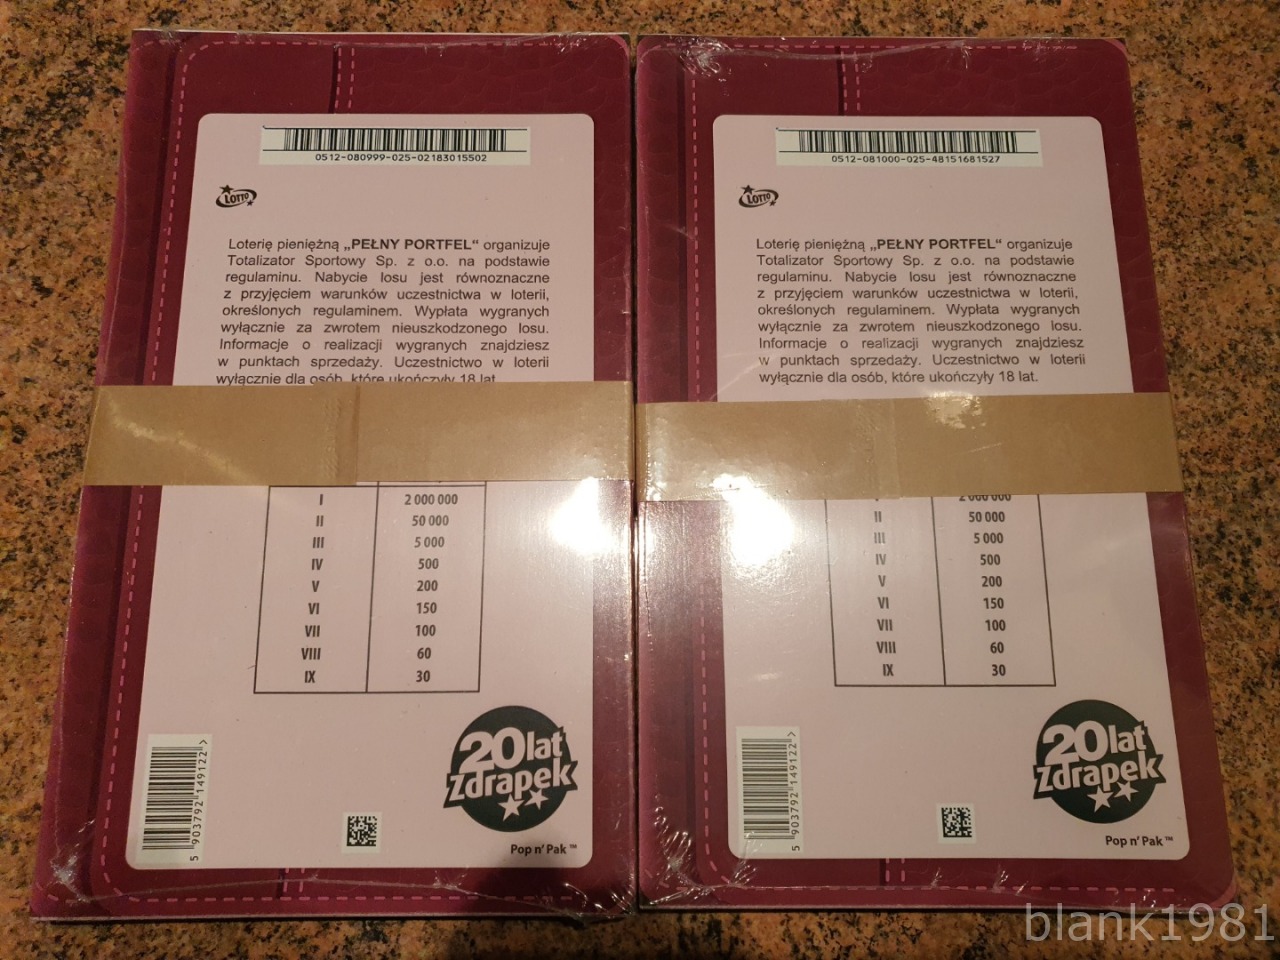 0512-080999-025-02183015502
LOTTO
Loterię pieniężną „PEŁNY PORTFEL“ organizuje
Totalizator Sportowy Sp. z o.o. na podstawie
regulaminu. Nabycie losu jest równoznaczne
z przyjęciem warunków uczestnictwa w loterii,
określonych regulaminem. Wypłata wygranych
wyłącznie za zwrotem nieuszkodzonego losu.
Informacje o realizacji wygranych znajdziesz
w punktach sprzedaży. Uczestnictwo w loterii
wyłącznie dla osób, które ukończyły 18 lat.
I 2 000 000
II 50 000
III 5 000
IV 500
V 200
VI 150
VII 100
VIII 60
IX 30
20 lat
Zdrapek
Pop n' Pak™
5 903792 149122 >
0512-081000-025-48151681527
LOTTO
Loterię pieniężną „PEŁNY PORTFEL“ organizuje
Totalizator Sportowy Sp. z o.o. na podstawie
regulaminu. Nabycie losu jest równoznaczne
z przyjęciem warunków uczestnictwa w loterii,
określonych regulaminem. Wypłata wygranych
wyłącznie za zwrotem nieuszkodzonego losu.
Informacje o realizacji wygranych znajdziesz
w punktach sprzedaży. Uczestnictwo w loterii
wyłącznie dla osób, które ukończyły 18 lat.
I 2 000 000
II 50 000
III 5 000
IV 500
V 200
VI 150
VII 100
VIII 60
IX 30
20 lat
Zdrapek
Pop n' Pak™
5 903792 149122 >
blank1981